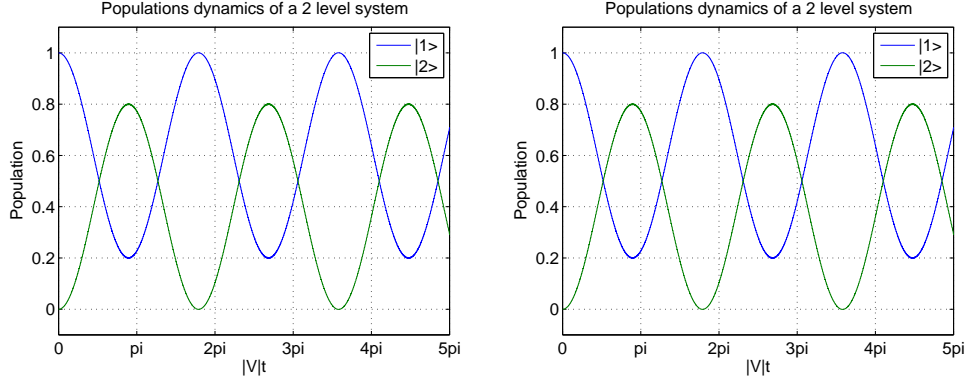 Populations dynamics of a 2 level system
|1>
|2>
Population
1
0.8
0.6
0.4
0.2
0
0 pi 2pi 3pi 4pi 5pi
|V|t
Populations dynamics of a 2 level system
|1>
|2>
Population
1
0.8
0.6
0.4
0.2
0
0 pi 2pi 3pi 4pi 5pi
|V|t